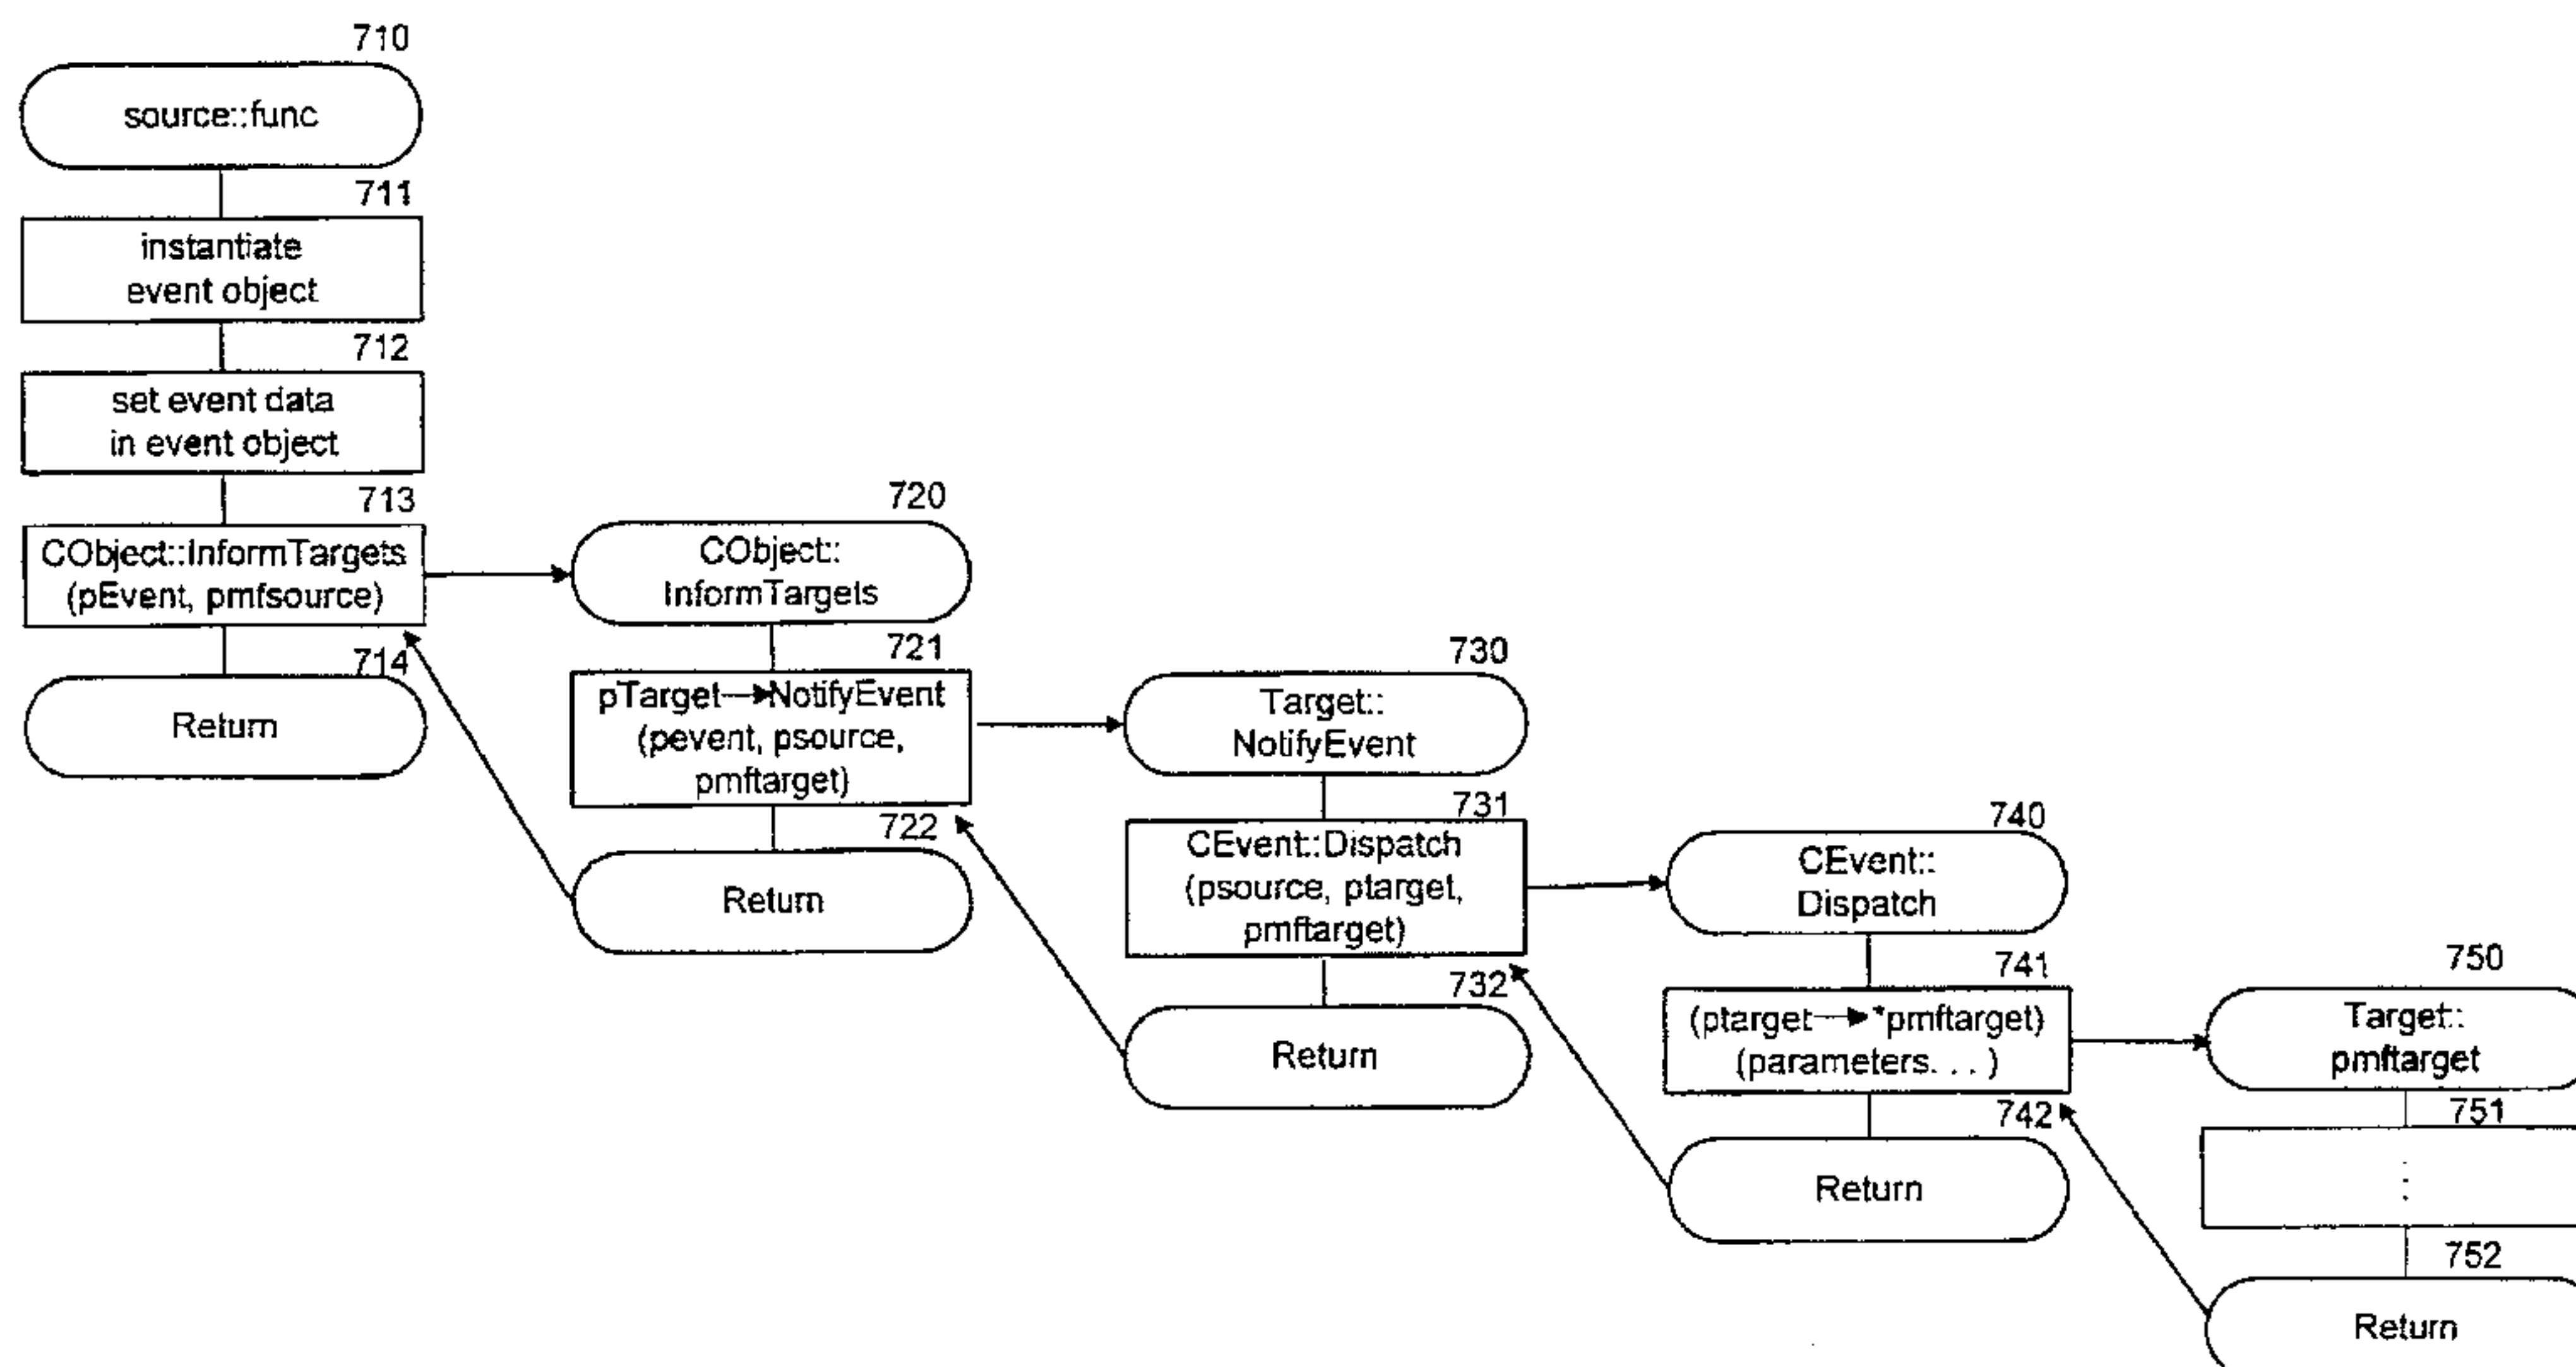 710
source::func
711
instantiate
event object
712
set event data
in event object
713
CObject::InformTargets
(pEvent, pmfsource)
714
Return
720
CObject::
InformTargets
721
pTarget→NotifyEvent
(pevent, psource,
pmftarget)
722
Return
730
Target::
NotifyEvent
731
CEvent::Dispatch
(psource, ptarget,
pmftarget)
732
Return
740
CEvent::
Dispatch
741
(ptarget→*pmftarget)
(parameters. . . )
742
Return
750
Target::
pmftarget
751
752
Return